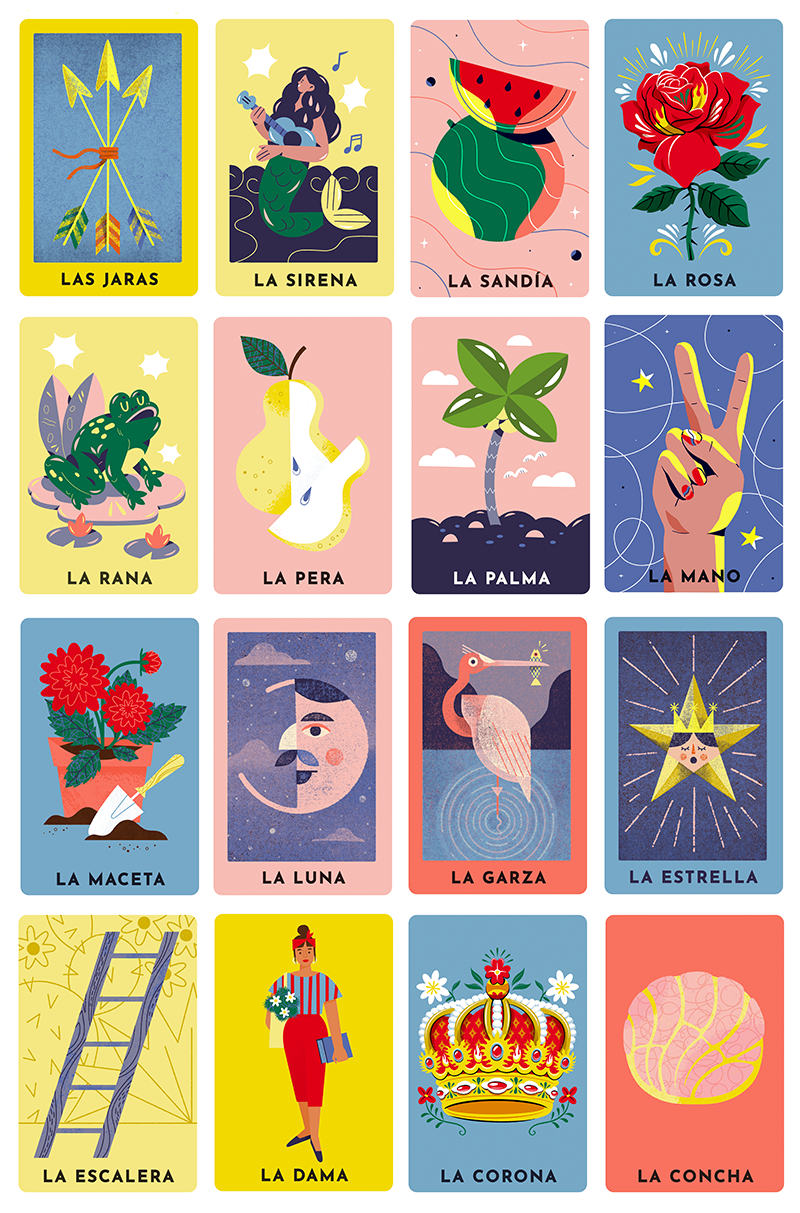 LAS JARAS
LA SIRENA
LA SANDÍA
LA ROSA
LA RANA
LA PERA
LA PALMA
LA MANO
LA MACETA
LA LUNA
LA GARZA
LA ESTRELLA
LA ESCALERA
LA DAMA
LA CORONA
LA CONCHA